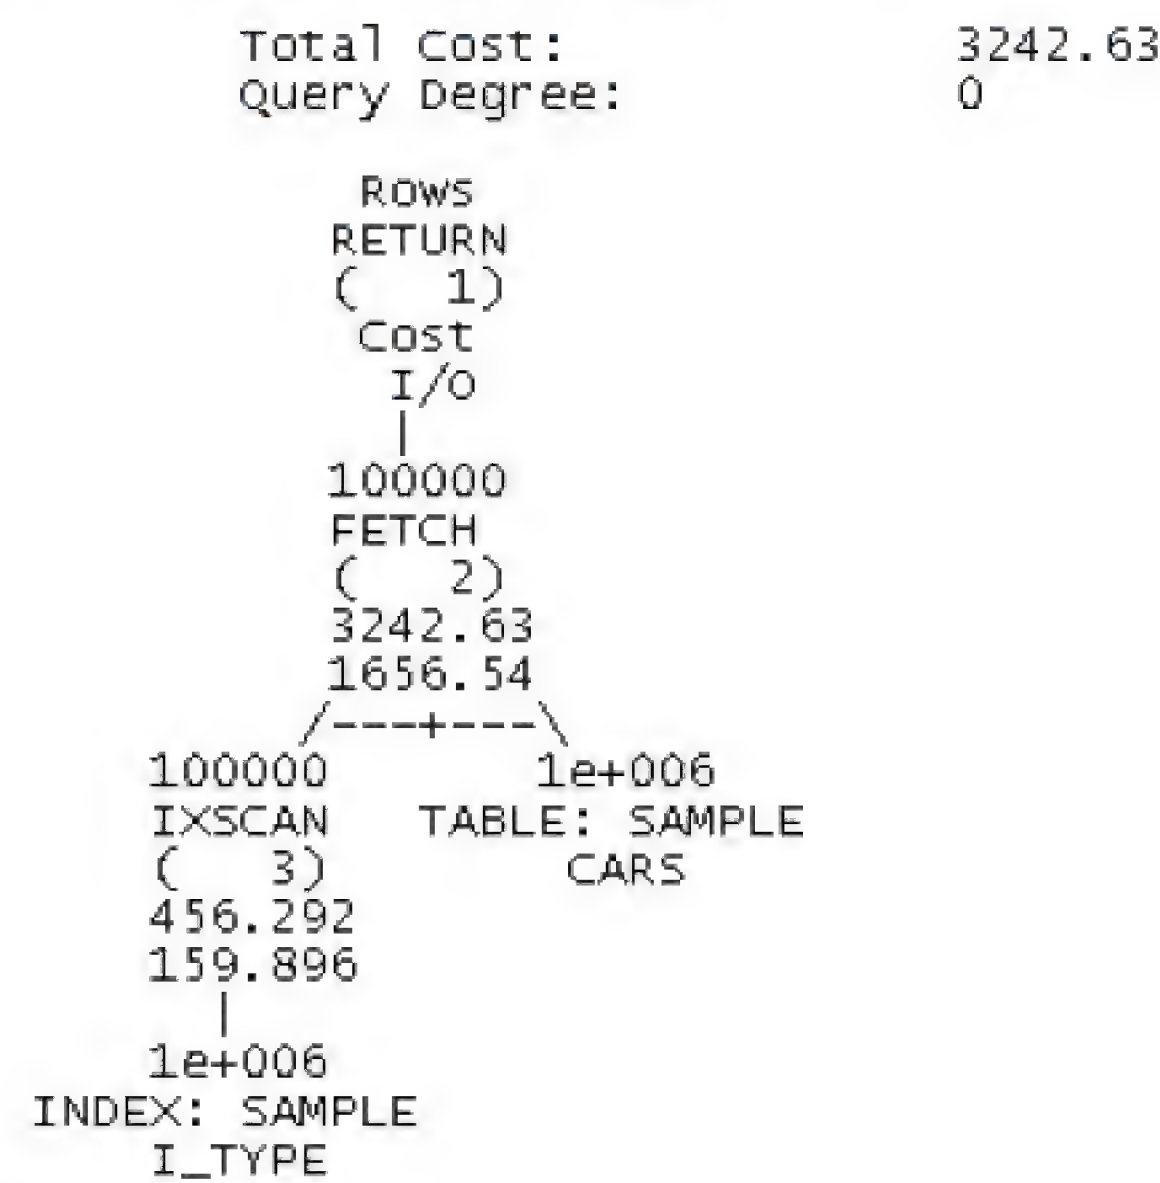 Total Cost: 3242.63
Query Degree: 0
Rows
RETURN
( 1)
Cost
I/O
|
100000
FETCH
( 2)
3242.63
1656.54
/---+---\
100000 1e+006
IXSCAN TABLE: SAMPLE
( 3) CARS
456.292
159.896
|
1e+006
INDEX: SAMPLE
I_TYPE